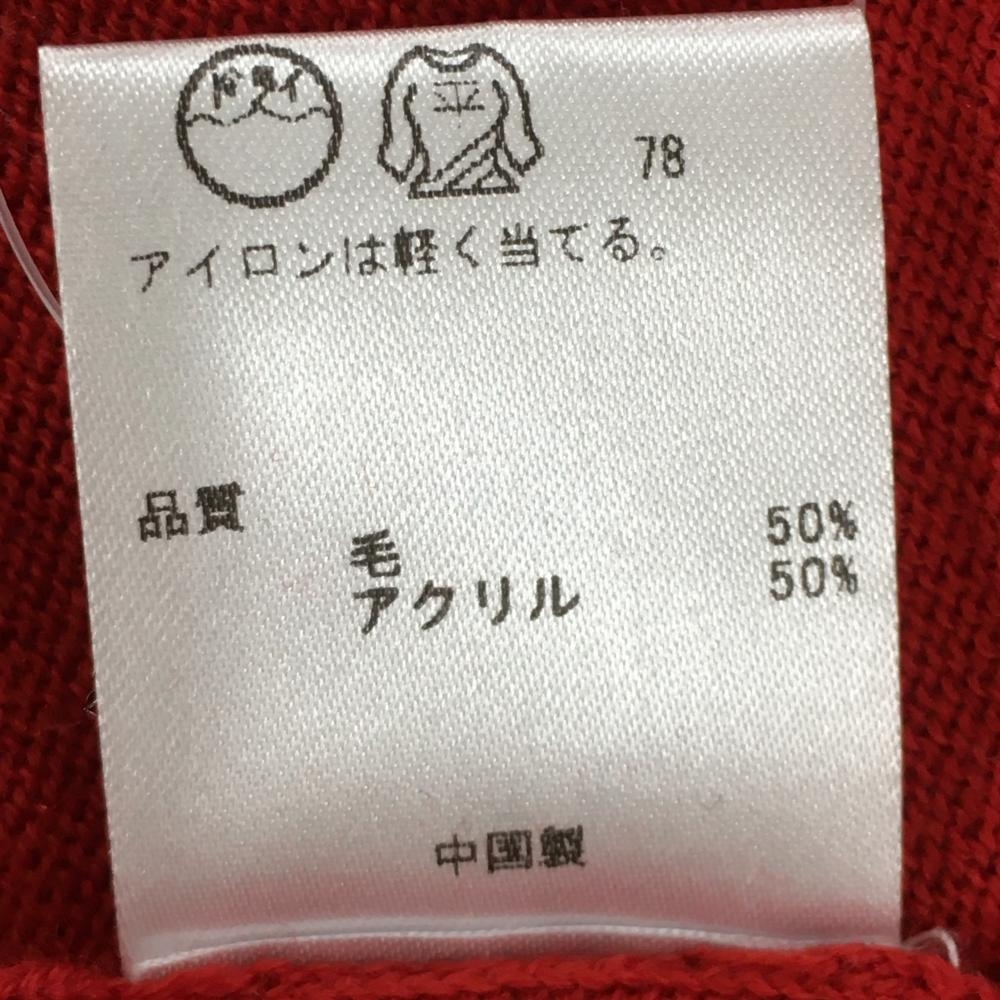 ドライ
平
78
アイロンは軽く当てる。
品質
毛 50%
アクリル 50%
中国製